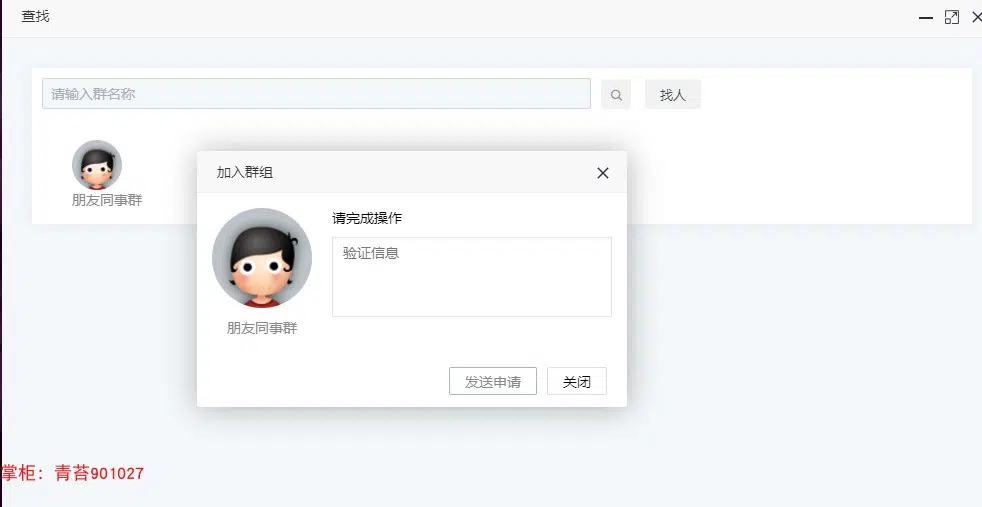 查找
请输入群名称
找人
朋友同事群
加入群组
请完成操作
验证信息
朋友同事群
发送申请
关闭
掌柜：青苔901027